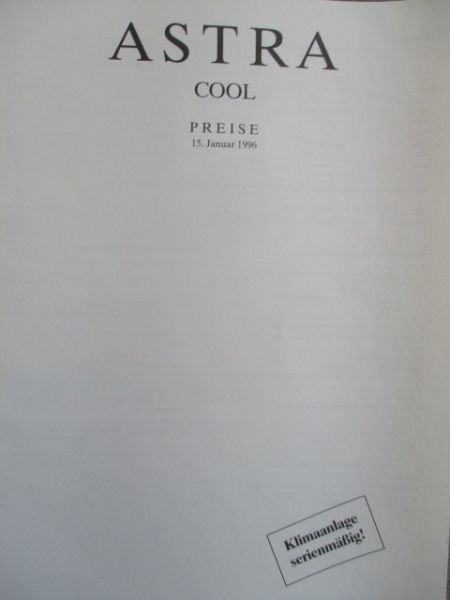 ASTRA
COOL
PREISE
15. Januar 1996
Klimaanlage
serienmäßig!